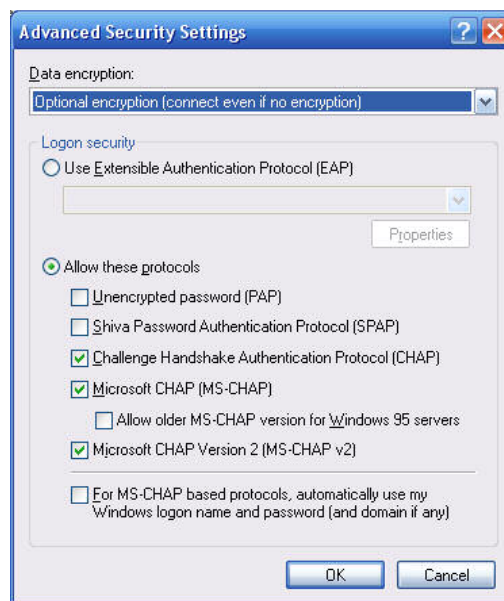 Advanced Security Settings
Data encryption:
Optional encryption (connect even if no encryption)
Logon security
Use Extensible Authentication Protocol (EAP)
Properties
Allow these protocols
Unencrypted password (PAP)
Shiva Password Authentication Protocol (SPAP)
Challenge Handshake Authentication Protocol (CHAP)
Microsoft CHAP (MS-CHAP)
Allow older MS-CHAP version for Windows 95 servers
Microsoft CHAP Version 2 (MS-CHAP v2)
For MS-CHAP based protocols, automatically use my
Windows logon name and password (and domain if any)
OK Cancel